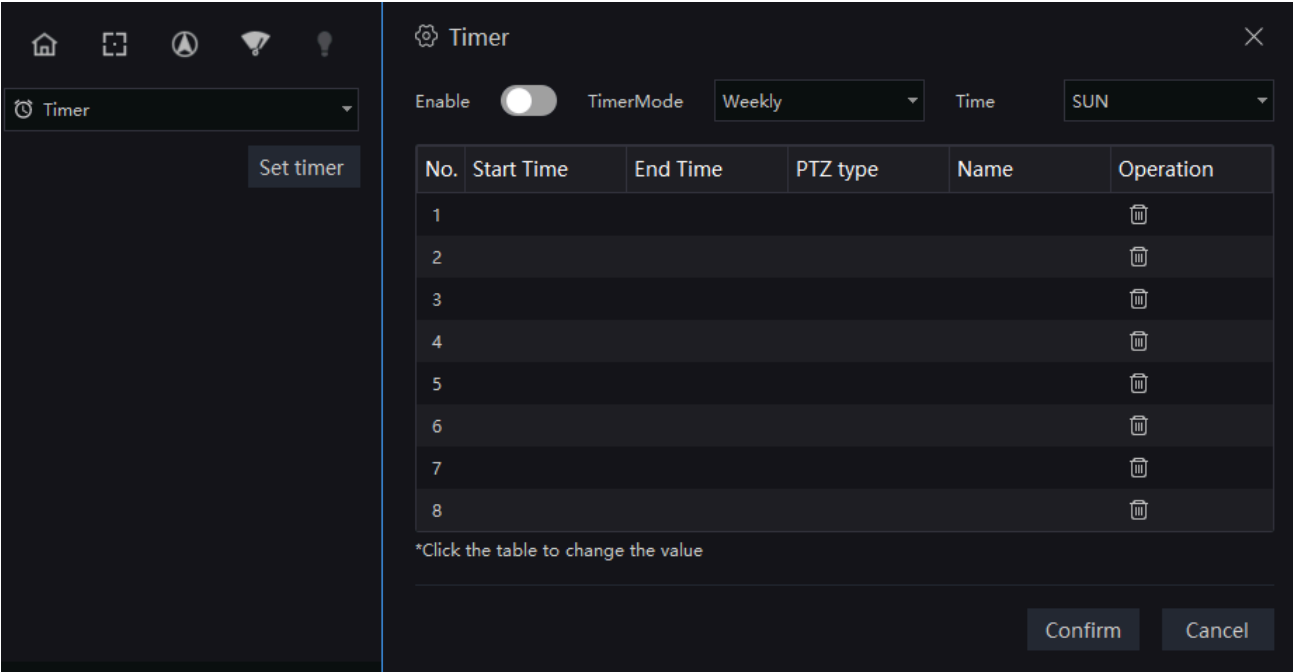 Timer
Set timer
Timer
Enable TimerMode Weekly Time SUN
No. Start Time End Time PTZ type Name Operation
1
2
3
4
5
6
7
8
*Click the table to change the value
Confirm Cancel